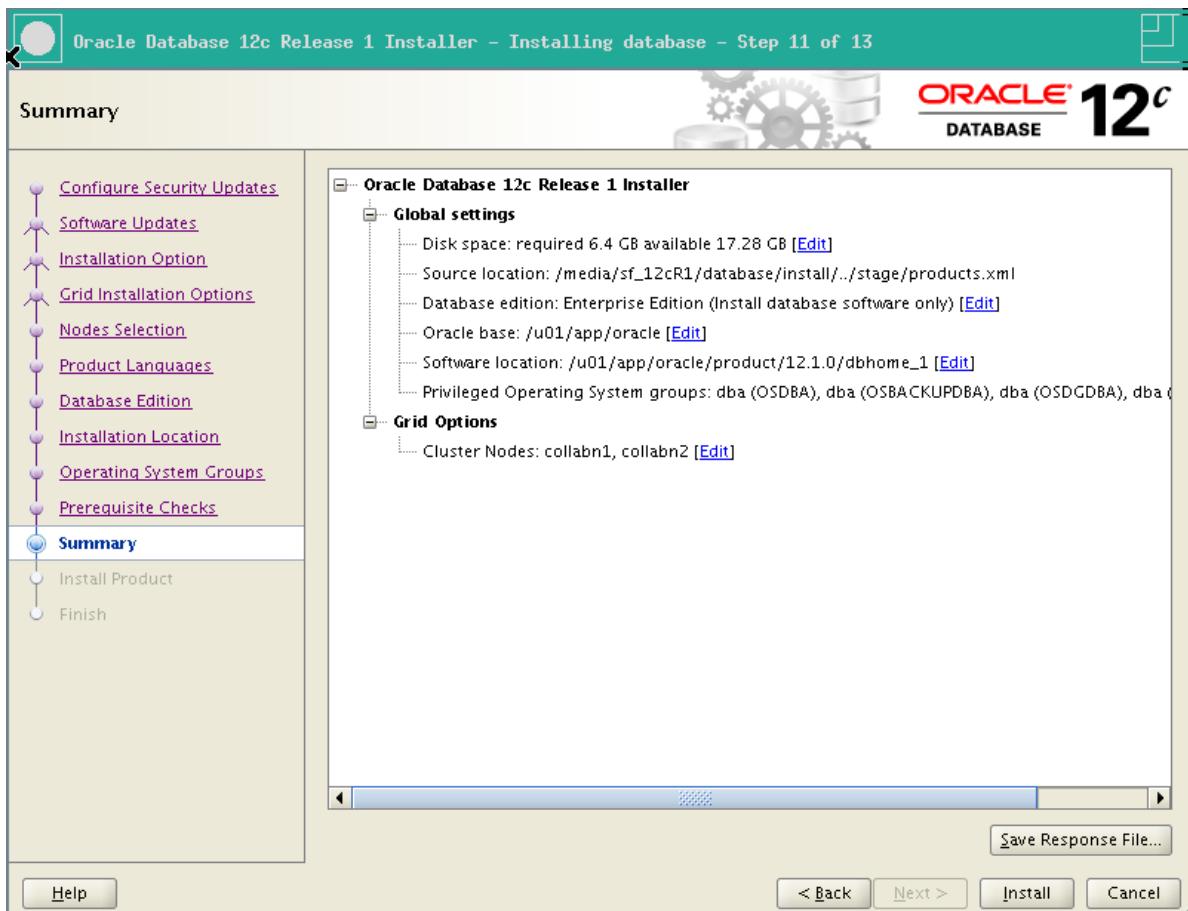 Oracle Database 12c Release 1 Installer - Installing database - Step 11 of 13
Summary
ORACLE
DATABASE
12c
Configure Security Updates
Software Updates
Installation Option
Grid Installation Options
Nodes Selection
Product Languages
Database Edition
Installation Location
Operating System Groups
Prerequisite Checks
Summary
Install Product
Finish
Oracle Database 12c Release 1 Installer
Global settings
Disk space: required 6.4 GB available 17.28 GB [Edit]
Source location: /media/sf_12cR1/database/install/../stage/products.xml
Database edition: Enterprise Edition (Install database software only) [Edit]
Oracle base: /u01/app/oracle [Edit]
Software location: /u01/app/oracle/product/12.1.0/dbhome_1 [Edit]
Privileged Operating System groups: dba (OSDBA), dba (OSBACKUPDBA), dba (OSDGDBA), dba (
Grid Options
Cluster Nodes: collabn1, collabn2 [Edit]
Save Response File...
Help
< Back
Next >
Install
Cancel